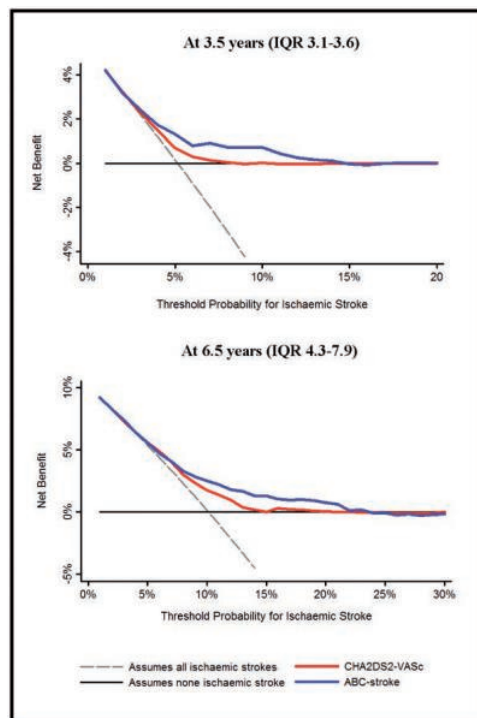 At 3.5 years (IQR 3.1-3.6)
4%
2%
0%
-2%
-4%
Net Benefit
0% 5% 10% 15% 20
Threshold Probability for Ischaemic Stroke
At 6.5 years (IQR 4.3-7.9)
10%
5%
0%
-5%
Net Benefit
0% 5% 10% 15% 20% 25% 30%
Threshold Probability for Ischaemic Stroke
Assumes all ischaemic strokes CHA2DS2-VASc
Assumes none ischaemic stroke ABC-stroke